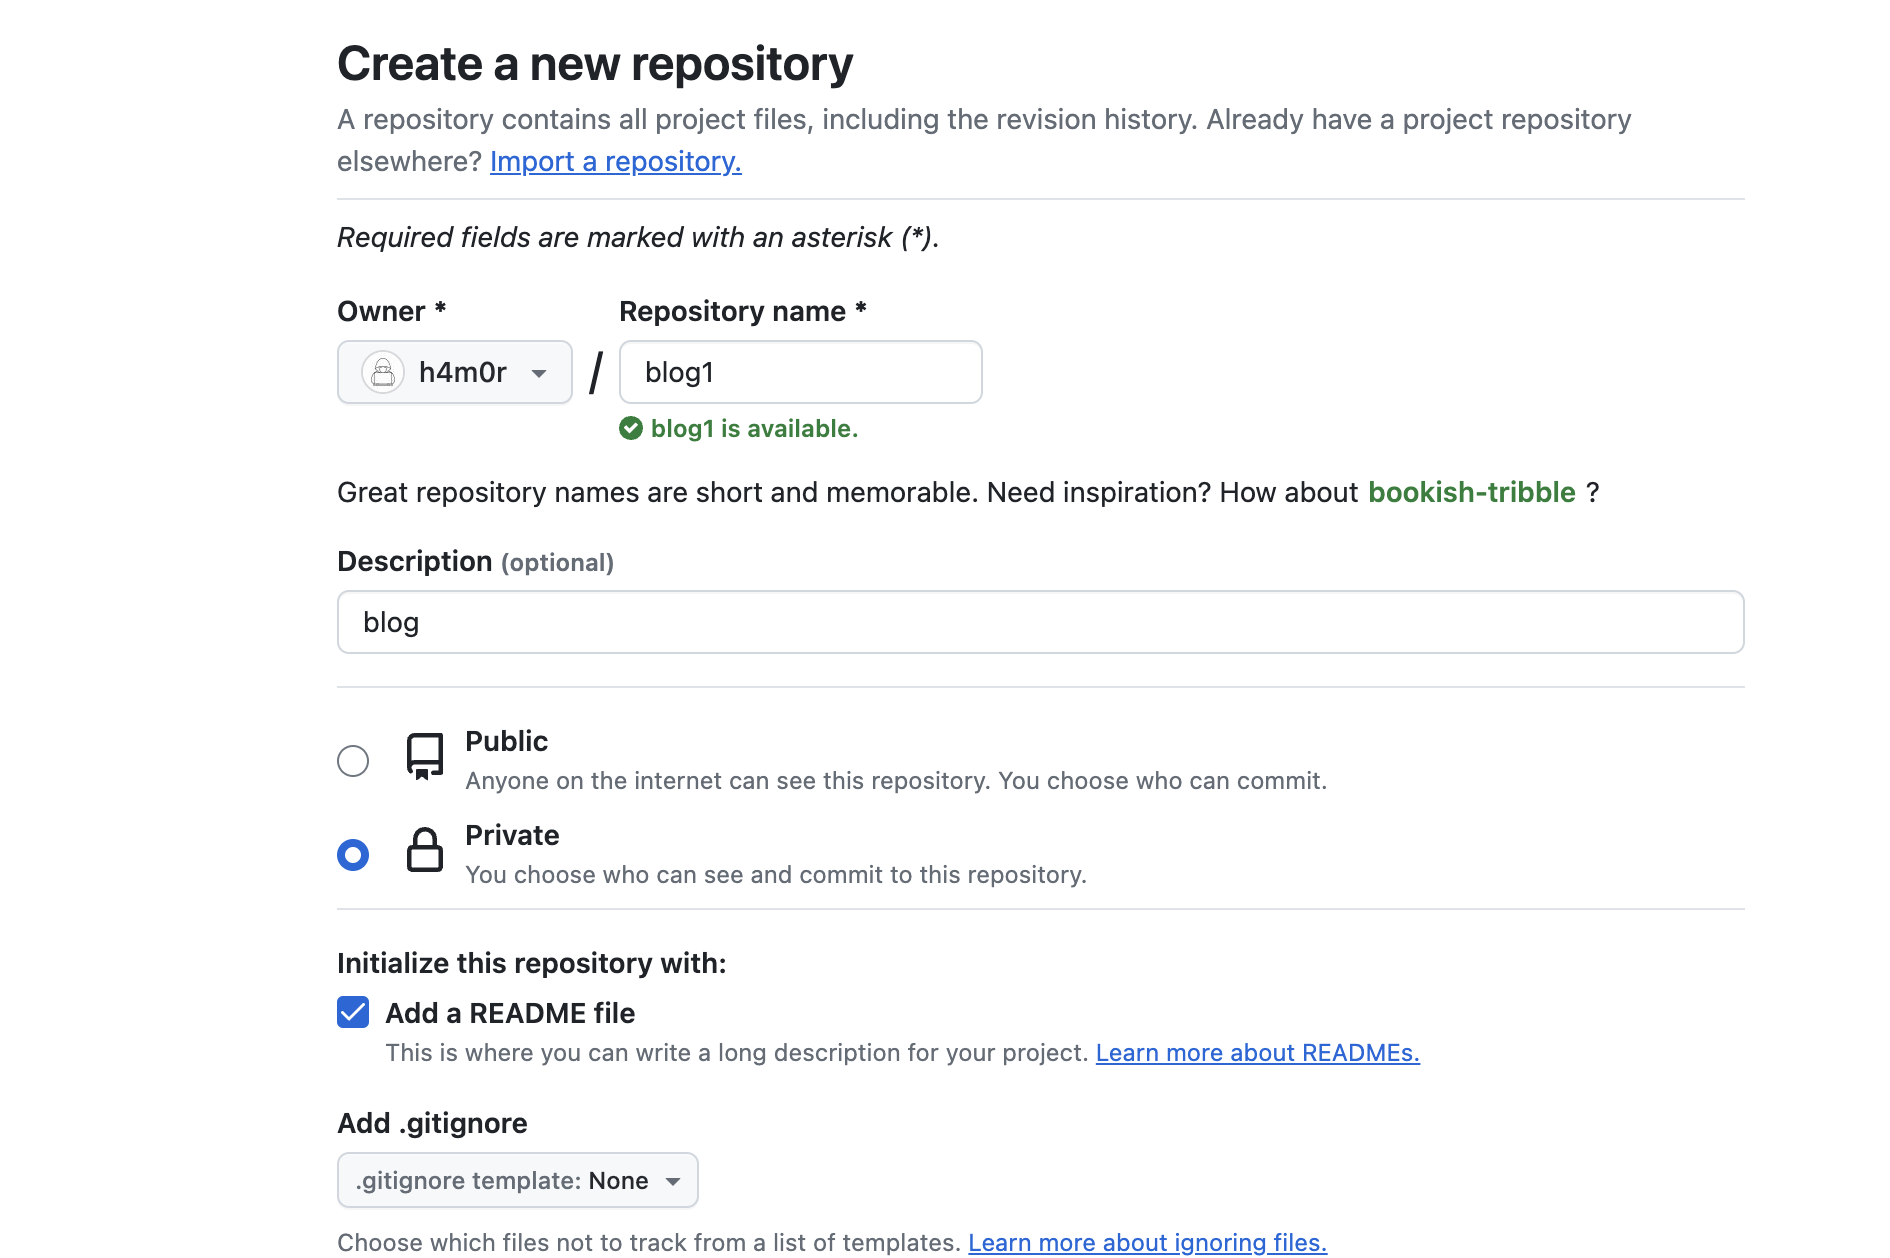 Create a new repository
A repository contains all project files, including the revision history. Already have a project repository
elsewhere? Import a repository.
Required fields are marked with an asterisk (*).
Owner *
Repository name *
h4m0r
/
blog1
blog1 is available.
Great repository names are short and memorable. Need inspiration? How about bookish-tribble ?
Description (optional)
blog
Public
Anyone on the internet can see this repository. You choose who can commit.
Private
You choose who can see and commit to this repository.
Initialize this repository with:
Add a README file
This is where you can write a long description for your project. Learn more about READMEs.
Add .gitignore
.gitignore template: None
Choose which files not to track from a list of templates. Learn more about ignoring files.